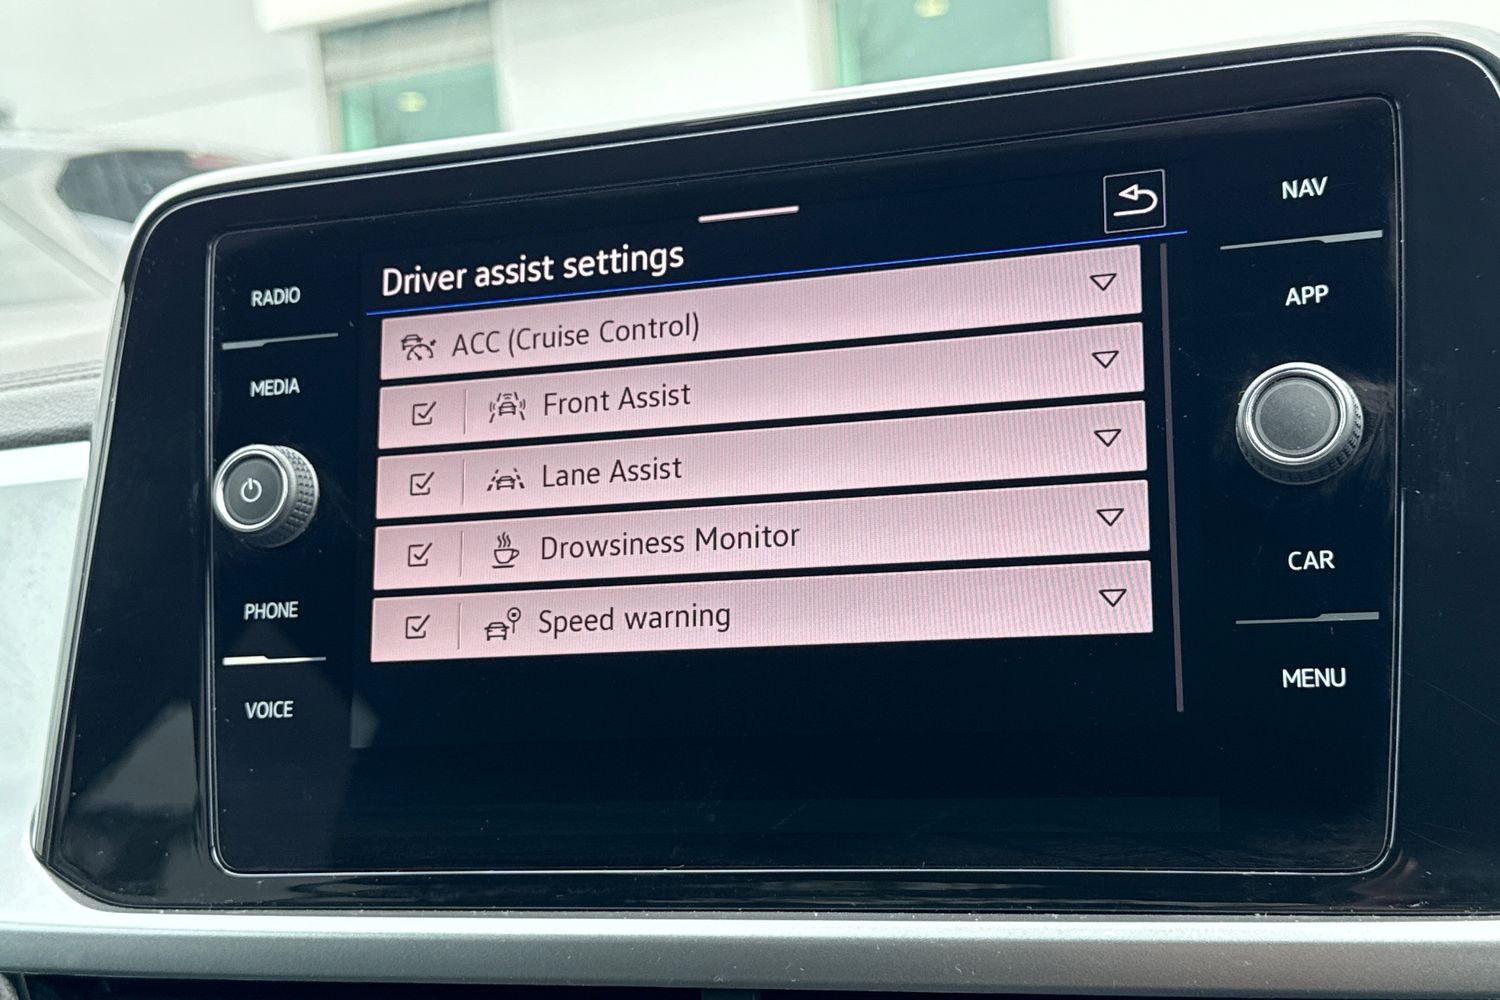 RADIO
MEDIA
PHONE
VOICE
Driver assist settings
ACC (Cruise Control)
Front Assist
Lane Assist
Drowsiness Monitor
Speed warning
NAV
APP
CAR
MENU